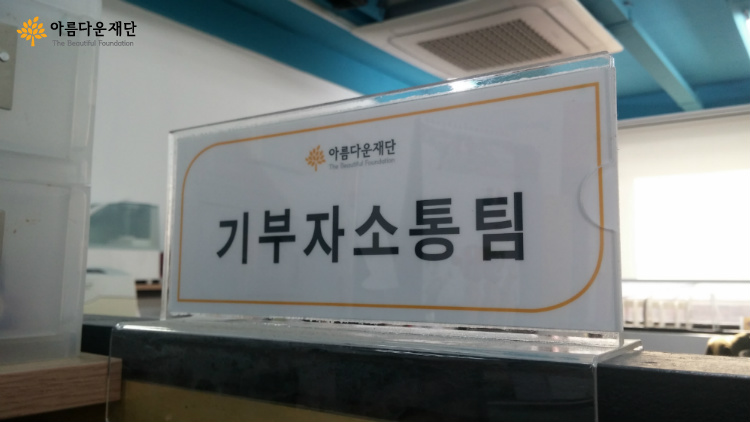 아름다운재단
The Beautiful Foundation
아름다운재단
The Beautiful Foundation
기부자소통팀